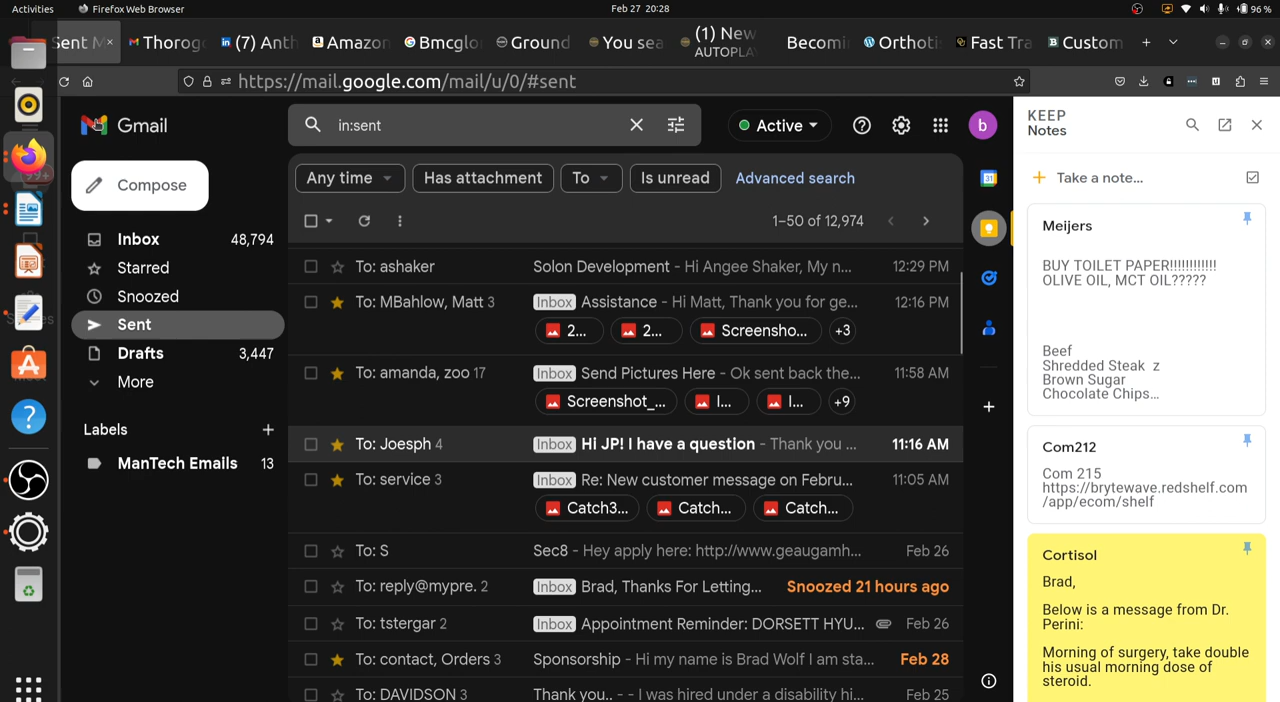 Activities
Firefox Web Browser
Feb 27 20:28
96 %
Sent M
Thorog
(7) Anth
Amazon
Bmcglo
Ground
You sea
(1) New
AUTOPLAY
Becomi
Orthoti
Fast Tra
Custom
https://mail.google.com/mail/u/0/#sent
Gmail
in:sent
Active
b
Compose
Inbox 48,794
Starred
Snoozed
Sent
Drafts 3,447
More
Labels
ManTech Emails 13
Any time
Has attachment
To
Is unread
Advanced search
1–50 of 12,974
To: ashaker Solon Development - Hi Angee Shaker, My n... 12:29 PM
To: MBahlow, Matt 3 Inbox Assistance - Hi Matt, Thank you for ge... 12:16 PM
2... 2... Screensho... +3
To: amanda, zoo 17 Inbox Send Pictures Here - Ok sent back the... 11:58 AM
Screenshot_... I... I... +9
To: Joesph 4 Inbox Hi JP! I have a question - Thank you ... 11:16 AM
To: service 3 Inbox Re: New customer message on Febru... 11:05 AM
Catch3... Catch... Catch...
To: S Sec8 - Hey apply here: http://www.geaugamh... Feb 26
To: reply@mypre. 2 Inbox Brad, Thanks For Letting... Snoozed 21 hours ago
To: tstergar 2 Inbox Appointment Reminder: DORSETT HYU... Feb 26
To: contact, Orders 3 Sponsorship - Hi my name is Brad Wolf I am sta... Feb 28
To: DAVIDSON 3 Thank you.. - - I was hired under a disability hi... Feb 25
KEEP
Notes
Take a note...
Meijers
BUY TOILET PAPER!!!!!!!!!!!!
OLIVE OIL, MCT OIL?????
Beef
Shredded Steak z
Brown Sugar
Chocolate Chips...
Com212
Com 215
https://brytewave.redshelf.com
/app/ecom/shelf
Cortisol
Brad,
Below is a message from Dr.
Perini:
Morning of surgery, take double
his usual morning dose of
steroid.